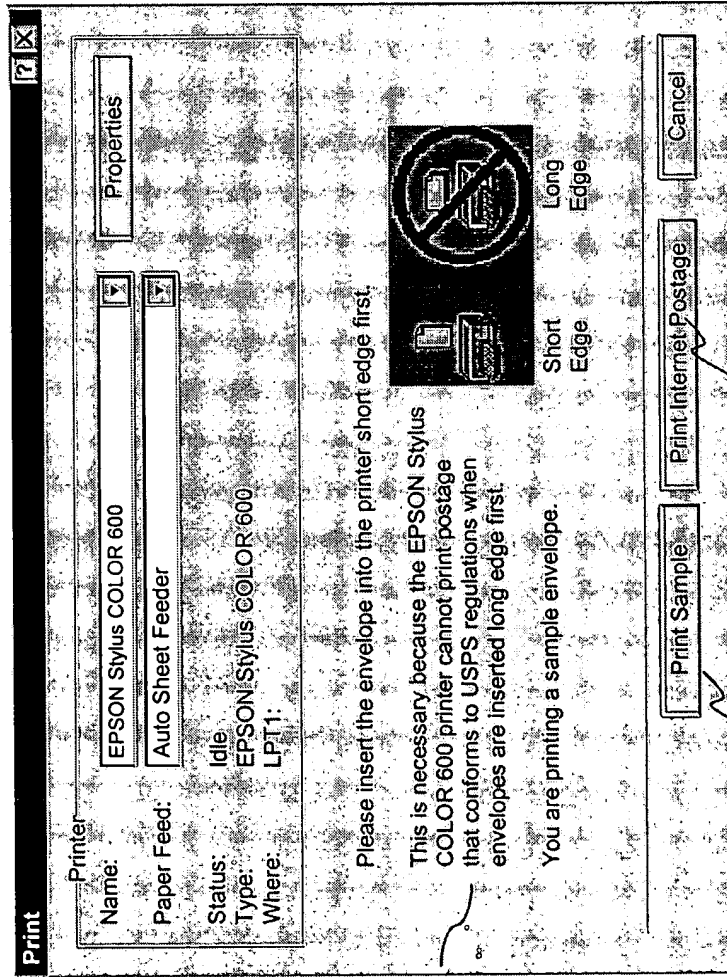 Print
Printer
Name: EPSON Stylus COLOR 600 Properties
Paper Feed: Auto Sheet Feeder
Status: Idle
Type: EPSON Stylus COLOR 600
Where: LPT1:
Please insert the envelope into the printer short edge first.
This is necessary because the EPSON Stylus
COLOR 600 printer cannot print postage
that conforms to USPS regulations when
envelopes are inserted long edge first.
You are printing a sample envelope.
Short
Edge
Long
Edge
Print Sample Print Internet Postage Cancel